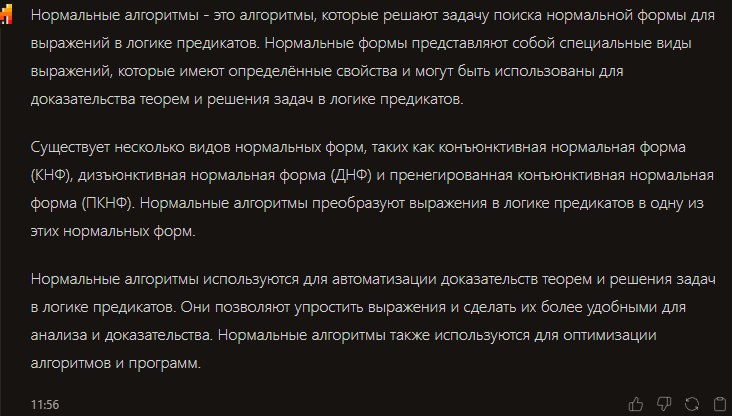 Нормальные алгоритмы - это алгоритмы, которые решают задачу поиска нормальной формы для
выражений в логике предикатов. Нормальные формы представляют собой специальные виды
выражений, которые имеют определённые свойства и могут быть использованы для
доказательства теорем и решения задач в логике предикатов.
Существует несколько видов нормальных форм, таких как конъюнктивная нормальная форма
(КНФ), дизъюнктивная нормальная форма (ДНФ) и пренегированная конъюнктивная нормальная
форма (ПКНФ). Нормальные алгоритмы преобразуют выражения в логике предикатов в одну из
этих нормальных форм.
Нормальные алгоритмы используются для автоматизации доказательств теорем и решения задач
в логике предикатов. Они позволяют упростить выражения и сделать их более удобными для
анализа и доказательства. Нормальные алгоритмы также используются для оптимизации
алгоритмов и программ.
11:56